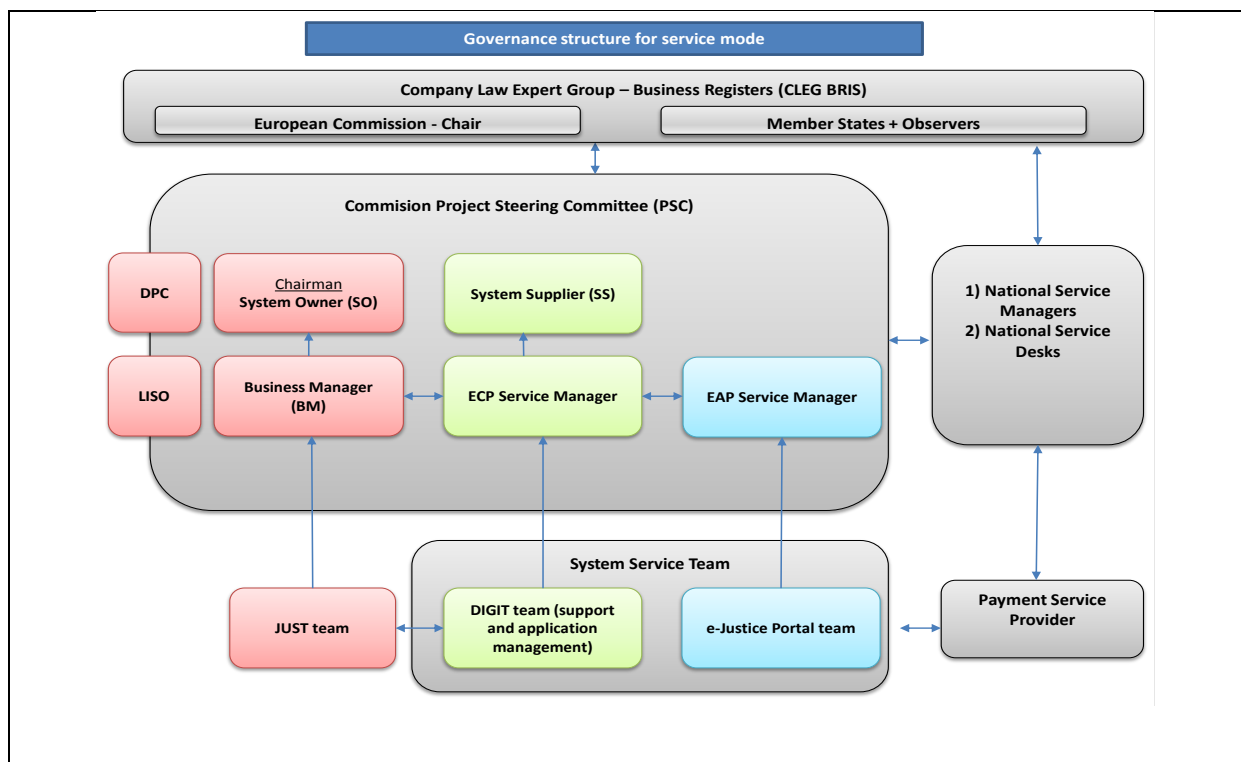 Governance structure for service mode
Company Law Expert Group – Business Registers (CLEG BRIS)
European Commission - Chair
Member States + Observers
Commision Project Steering Committee (PSC)
DPC
Chairman
System Owner (SO)
System Supplier (SS)
1) National Service
Managers
2) National Service
Desks
LISO
Business Manager
(BM)
ECP Service Manager
EAP Service Manager
System Service Team
JUST team
DIGIT team (support
and application
management)
e-Justice Portal team
Payment Service
Provider